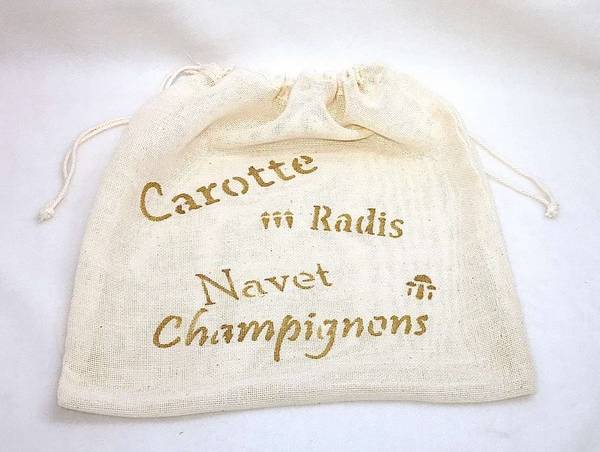 Carotte
Radis
Navet
Champignons